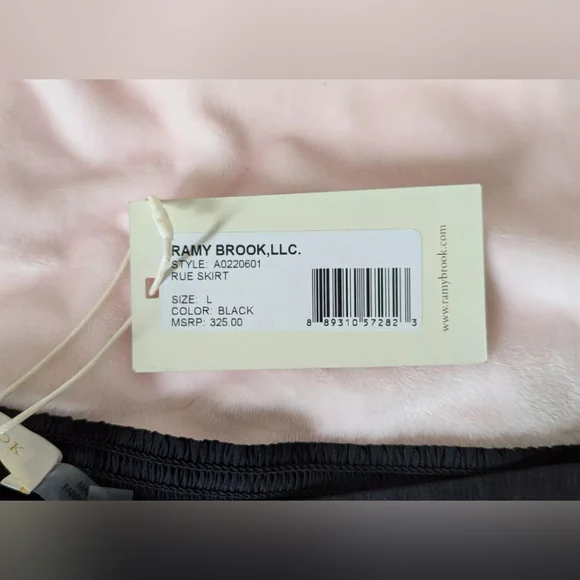 RAMY BROOK,LLC.
STYLE: A0220601
RUE SKIRT
SIZE: L
COLOR: BLACK
MSRP: 325.00
8 89310 57282 3
www.ramybrook.com
OK